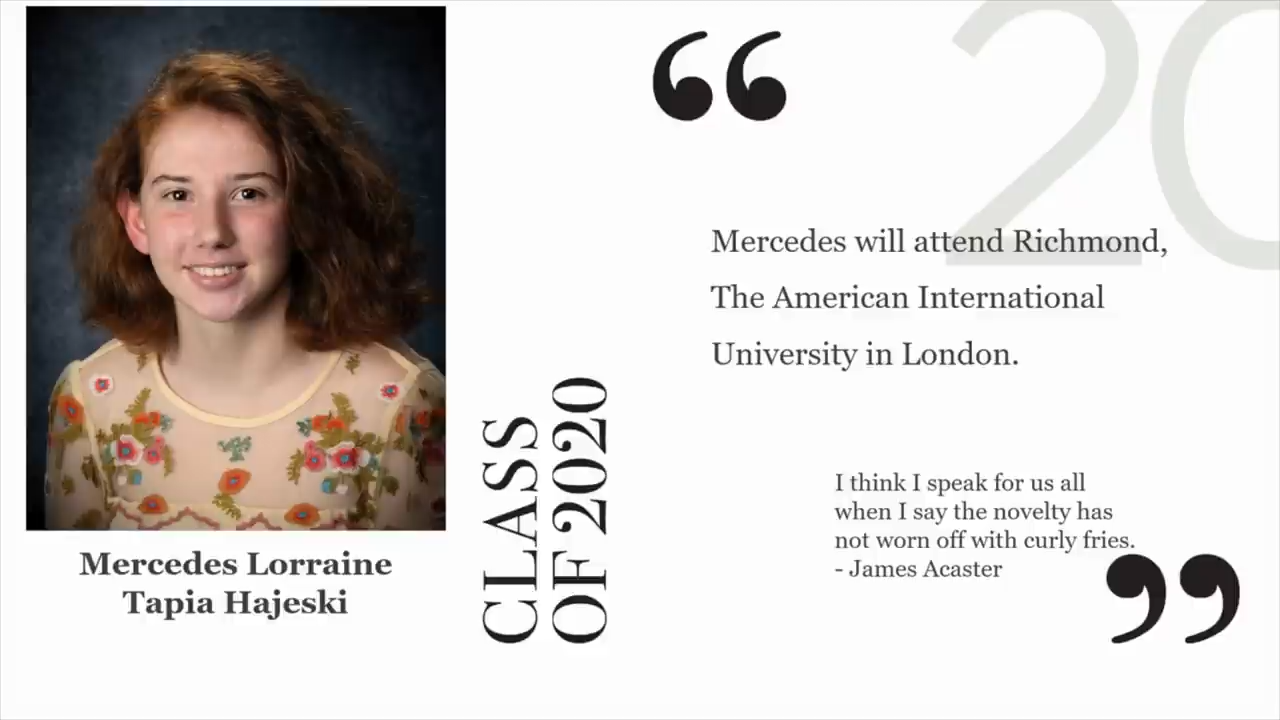 20
Mercedes will attend Richmond,
The American International
University in London.
I think I speak for us all
when I say the novelty has
not worn off with curly fries.
- James Acaster
CLASS
OF 2020
Mercedes Lorraine
Tapia Hajeski